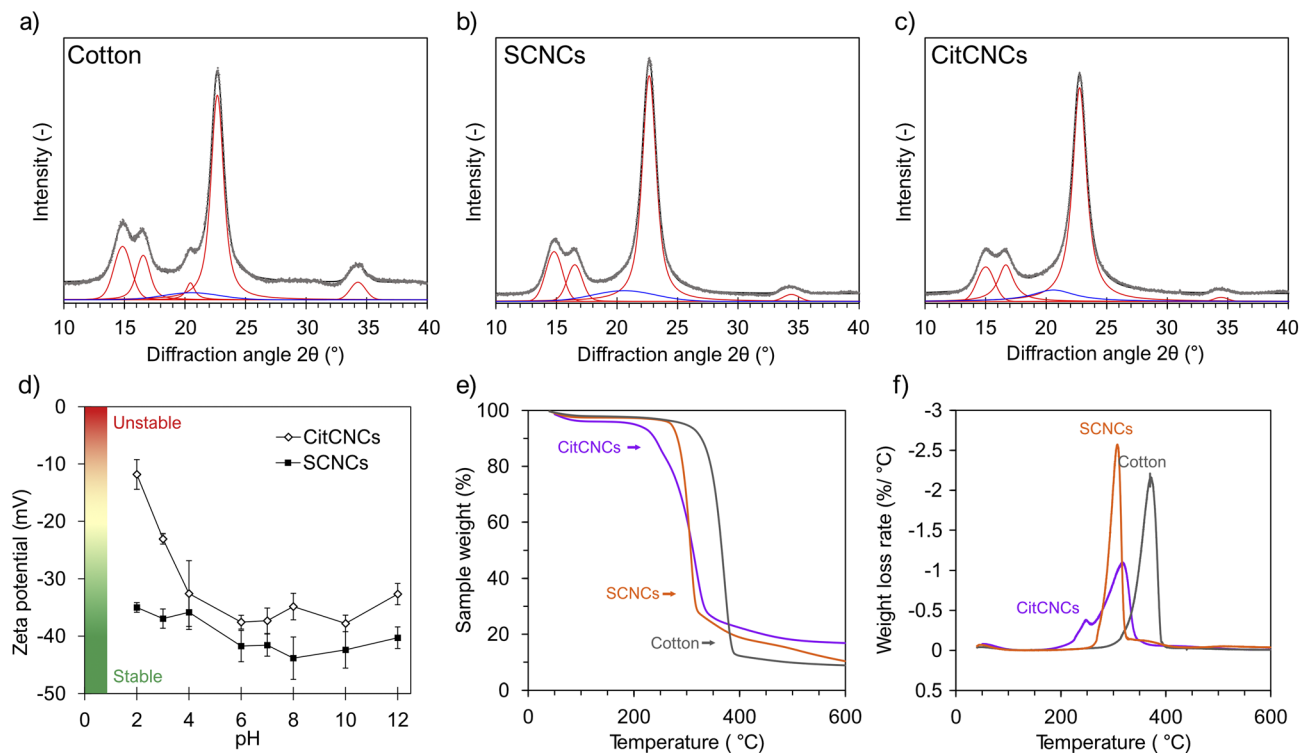 a)
Cotton
Intensity (-)
10 15 20 25 30 35 40
Diffraction angle 2θ (°)
b)
SCNCs
Intensity (-)
10 15 20 25 30 35 40
Diffraction angle 2θ (°)
c)
CitCNCs
Intensity (-)
10 15 20 25 30 35 40
Diffraction angle 2θ (°)
d)
Zeta potential (mV)
0
-10
-20
-30
-40
-50
Unstable
Stable
CitCNCs
SCNCs
0 2 4 6 8 10 12
pH
e)
Sample weight (%)
100
80
60
40
20
0
CitCNCs
SCNCs
Cotton
0 200 400 600
Temperature ( °C)
f)
Weight loss rate (%/ °C)
-3
-2.5
-2
-1.5
-1
-0.5
0
0.5
SCNCs
Cotton
CitCNCs
0 200 400 600
Temperature ( °C)